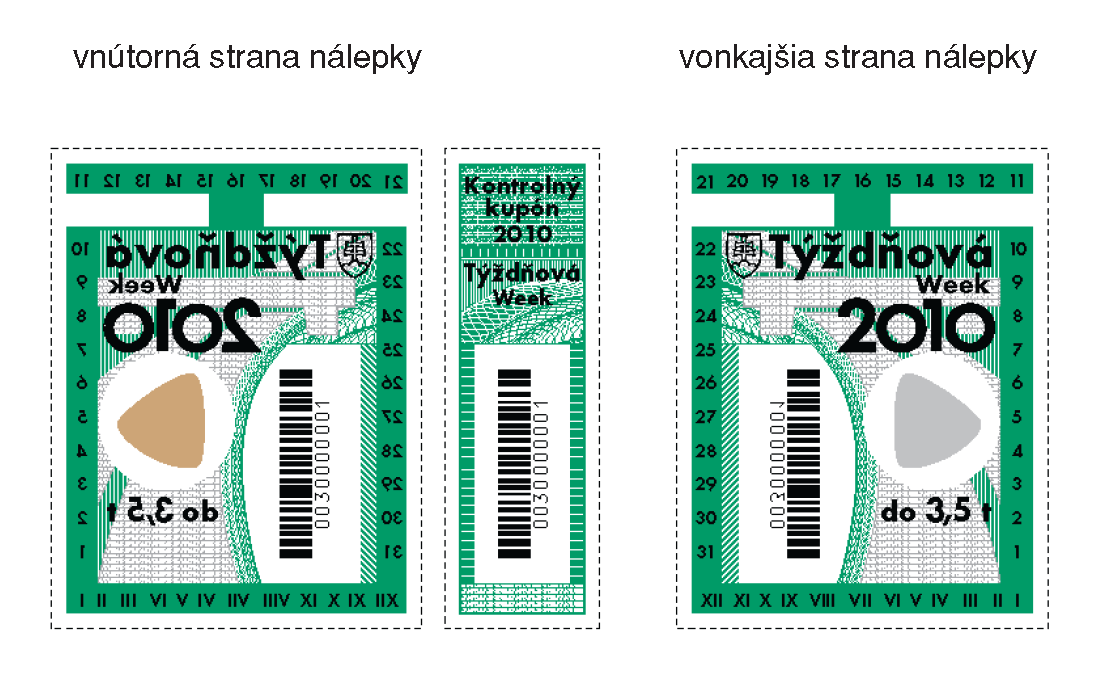 vnútorná strana nálepky
vonkajšia strana nálepky
11 12 13 14 15 16 17 18 19 20 21
10 Týždňová 22
9 Week 23
8 2010 24
7 25
6 26
5 27
4 28
3 29
2 do 3,5 t 30
1 31
I II III IV V VI VII VIII IX X XI XII
003000001
Kontrolný
kupón
2010
Týždňová
Week
003000001
21 20 19 18 17 16 15 14 13 12 11
22 Týždňová 10
23 Week 9
24 2010 8
25 7
26 6
27 5
28 4
29 3
30 do 3,5 t 2
31 1
XII XI X IX VIII VII VI V IV III II I
003000001